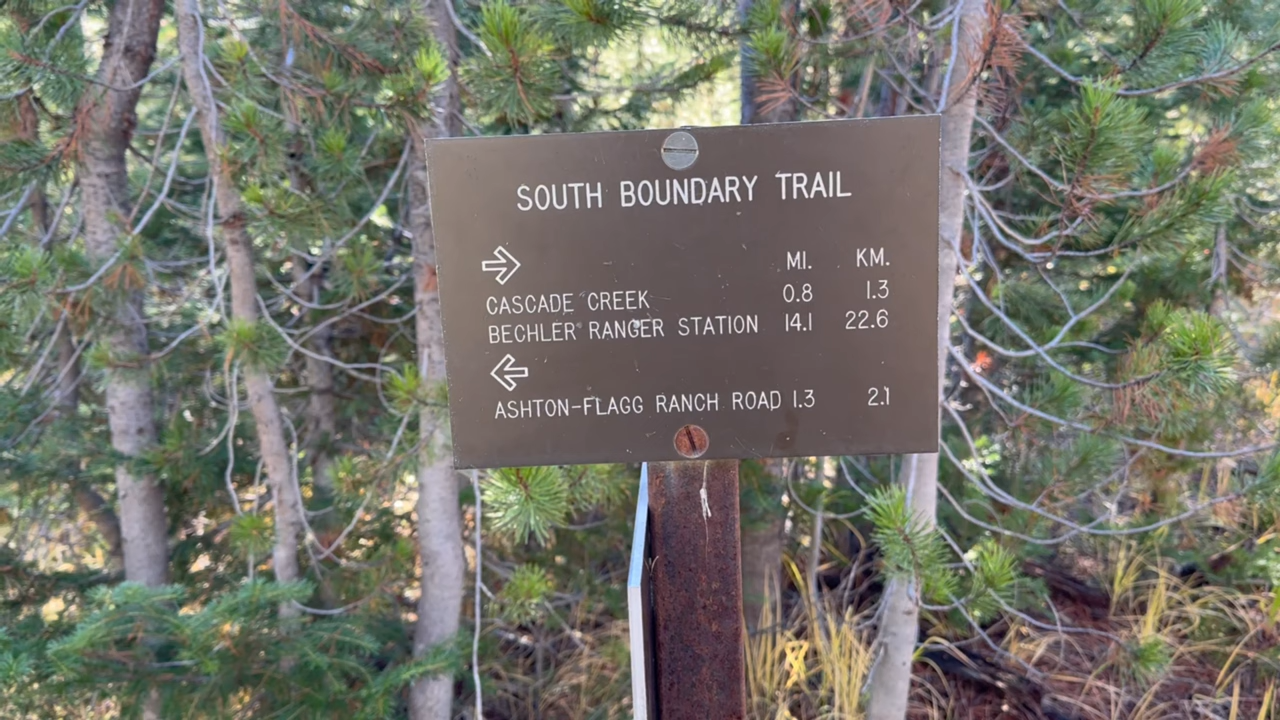 SOUTH BOUNDARY TRAIL
MI. KM.
CASCADE CREEK 0.8 1.3
BECHLER RANGER STATION 14.1 22.6
ASHTON-FLAGG RANCH ROAD 1.3 2.1